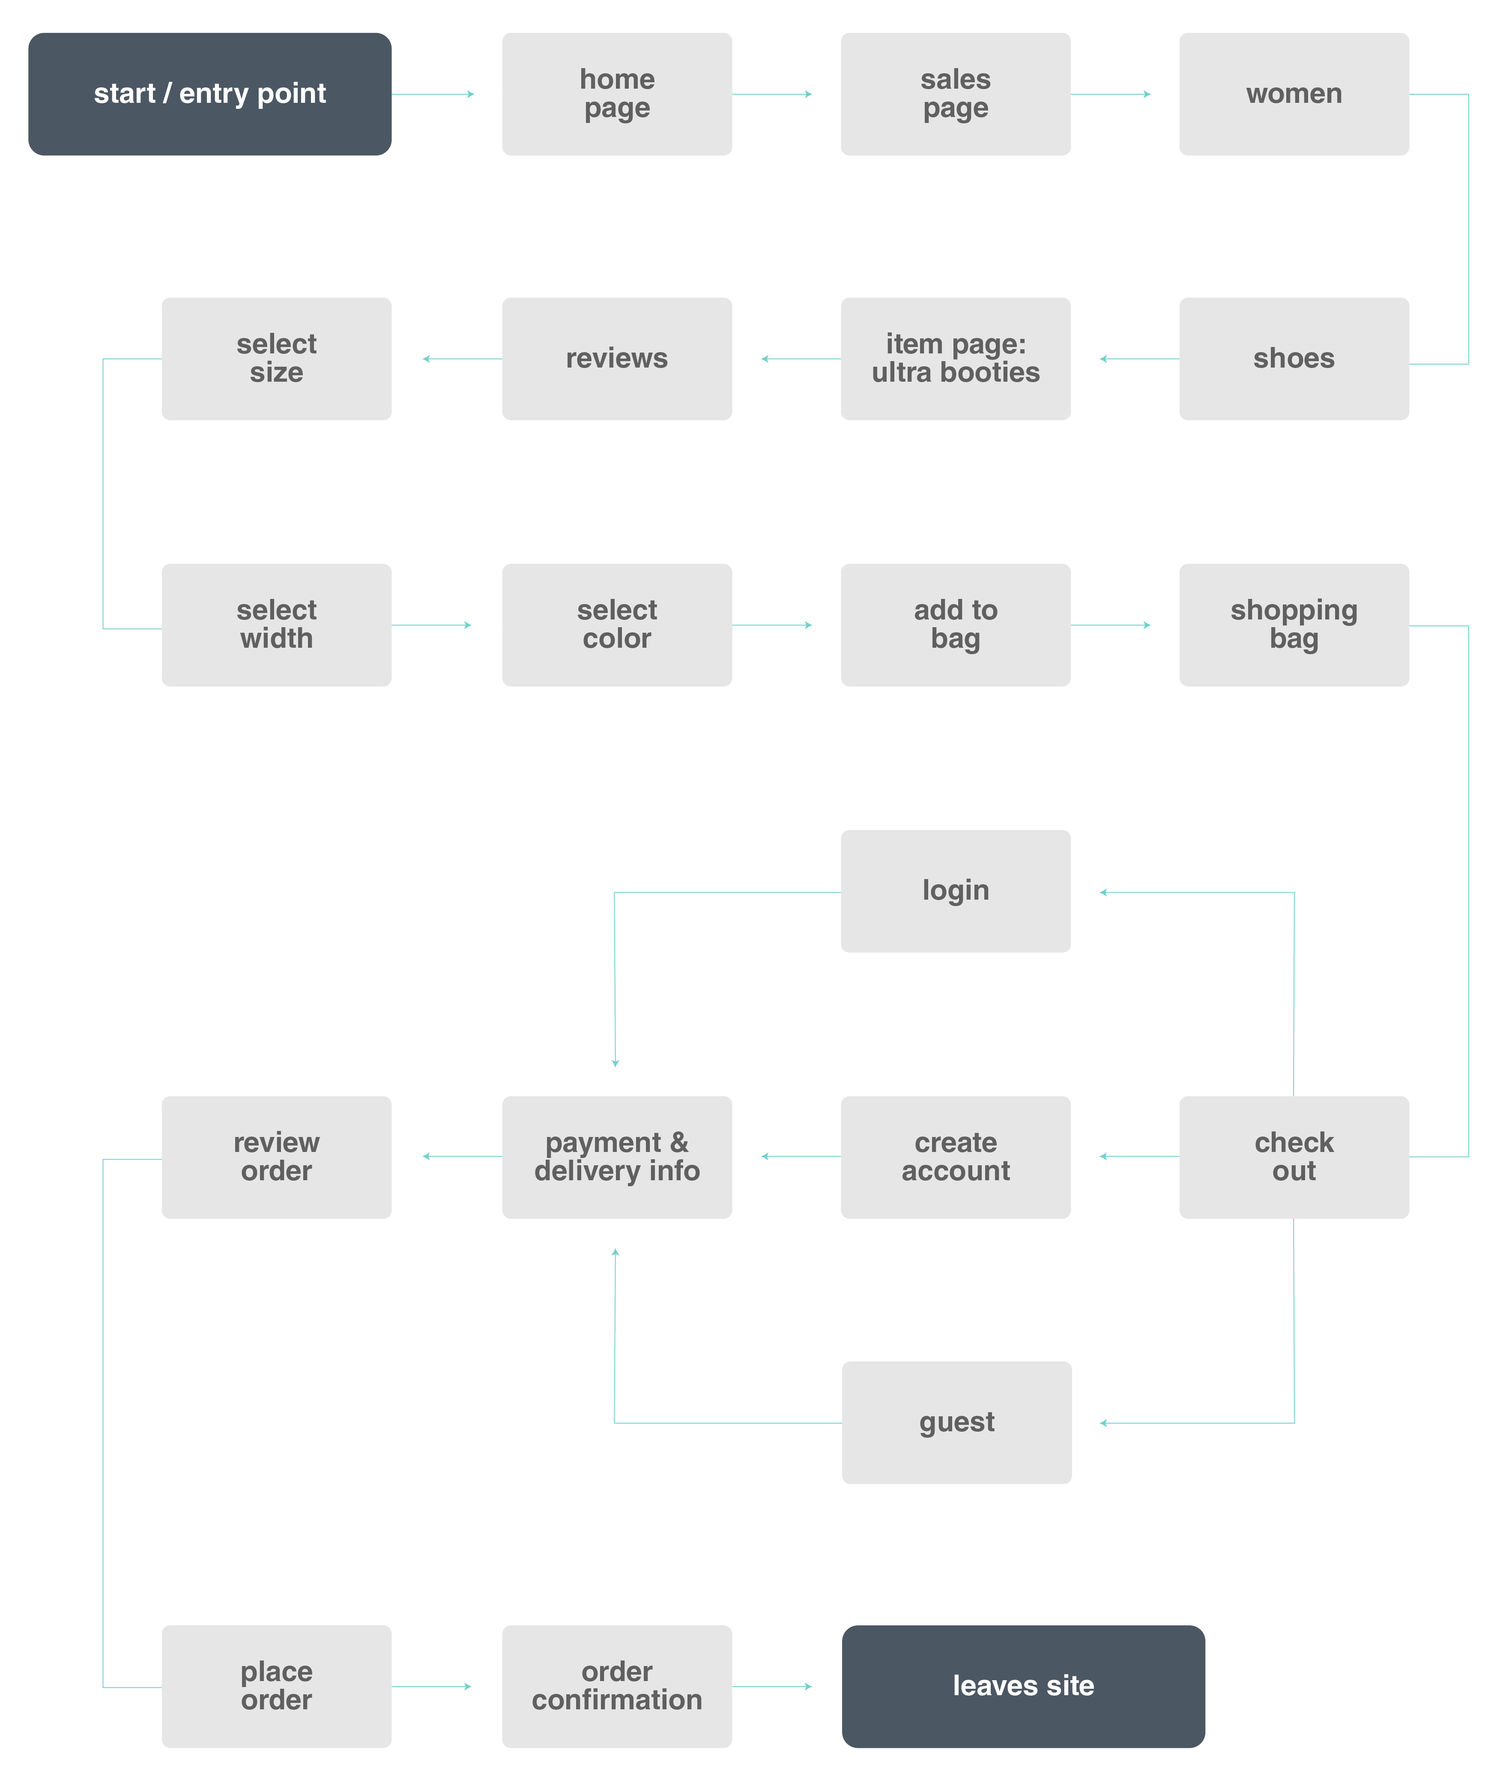 start / entry point
home
page
sales
page
women
select
size
reviews
item page:
ultra booties
shoes
select
width
select
color
add to
bag
shopping
bag
login
review
order
payment &
delivery info
create
account
check
out
guest
place
order
order
confirmation
leaves site